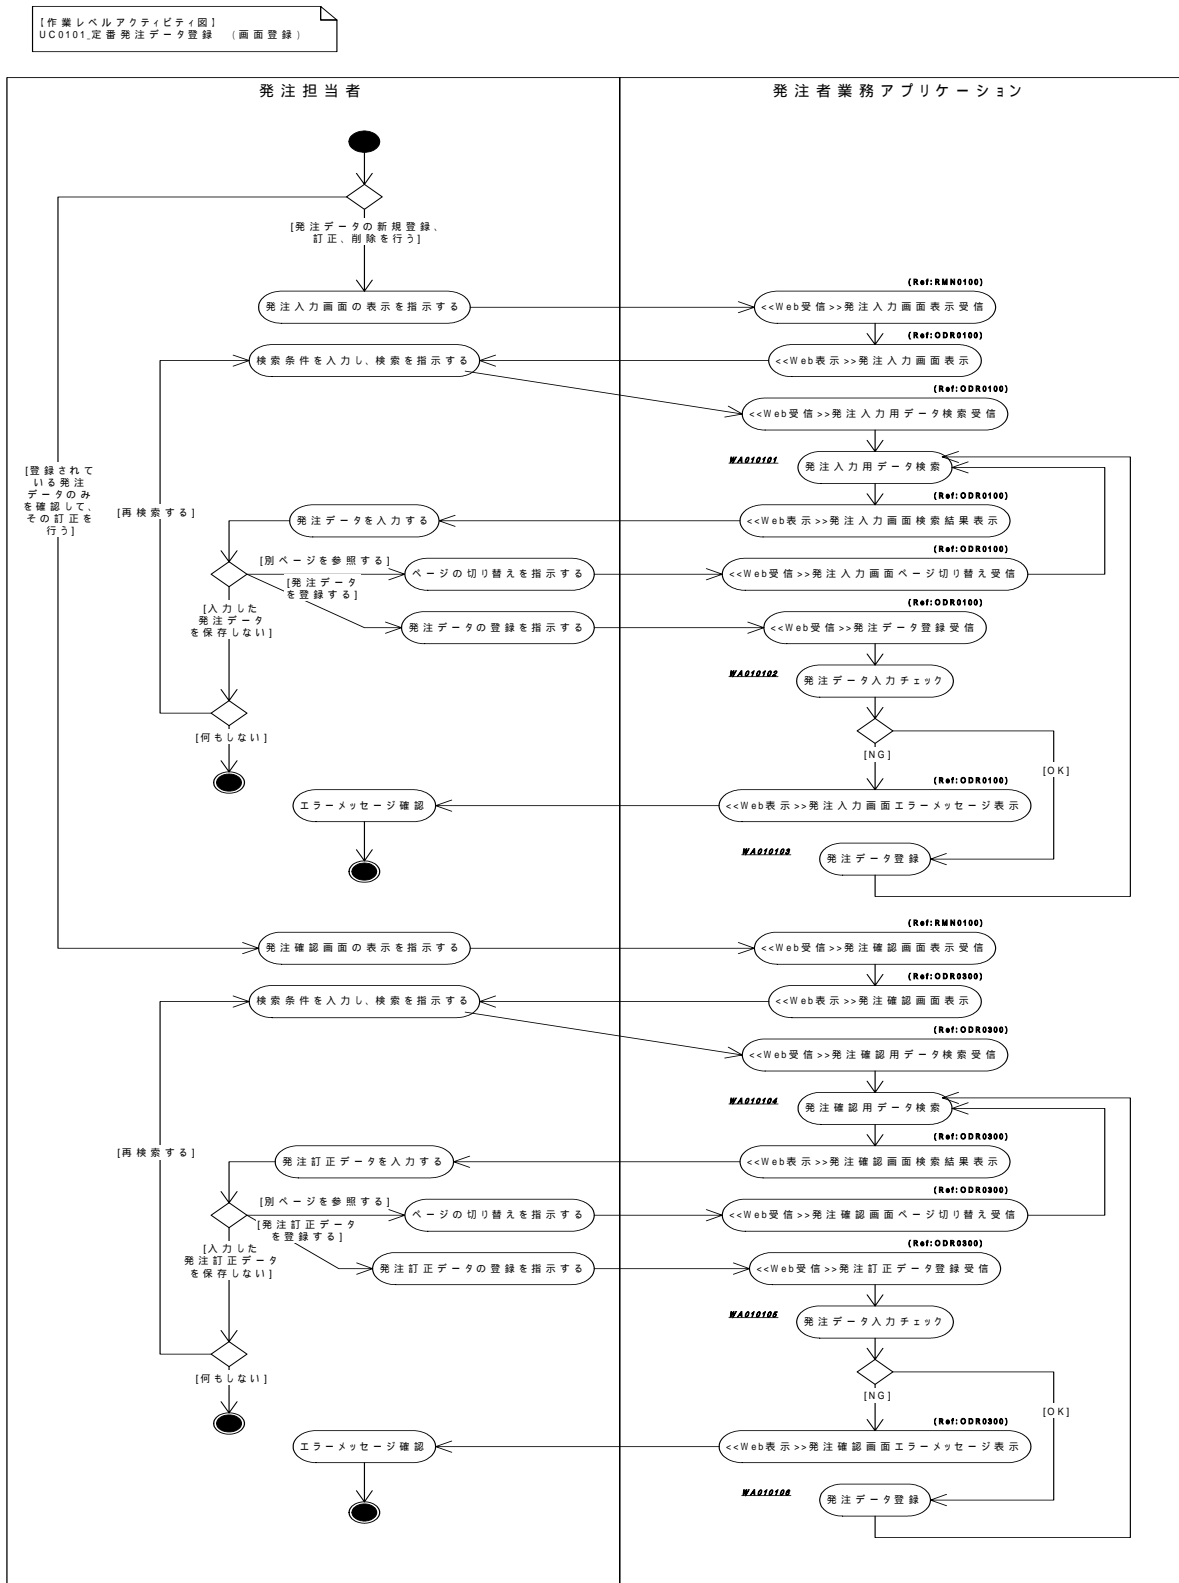 【作業レベルアクティビティ図】
UC0101_定番発注データ登録　（画面登録）
発注担当者
発注者業務アプリケーション
[発注データの新規登録、
訂正、削除を行う]
(Ref:RMN0100)
発注入力画面の表示を指示する
<<Web受信>>発注入力画面表示受信
(Ref:ODR0100)
検索条件を入力し、検索を指示する
<<Web表示>>発注入力画面表示
(Ref:ODR0100)
<<Web受信>>発注入力用データ検索受信
WA010101
発注入力用データ検索
[登録されて
いる発注
データのみ
を確認して、
その訂正を
行う]
[再検索する]
(Ref:ODR0100)
発注データを入力する
<<Web表示>>発注入力画面検索結果表示
(Ref:ODR0100)
[別ページを参照する]
ページの切り替えを指示する
<<Web受信>>発注入力画面ページ切り替え受信
[発注データ
を登録する]
[入力した
発注データ
を保存しない]
(Ref:ODR0100)
発注データの登録を指示する
<<Web受信>>発注データ登録受信
WA010102
発注データ入力チェック
[何もしない]
[NG]
[OK]
(Ref:ODR0100)
エラーメッセージ確認
<<Web表示>>発注入力画面エラーメッセージ表示
WA010103
発注データ登録
(Ref:RMN0100)
発注確認画面の表示を指示する
<<Web受信>>発注確認画面表示受信
(Ref:ODR0300)
検索条件を入力し、検索を指示する
<<Web表示>>発注確認画面表示
(Ref:ODR0300)
<<Web受信>>発注確認用データ検索受信
WA010104
発注確認用データ検索
(Ref:ODR0300)
[再検索する]
発注訂正データを入力する
<<Web表示>>発注確認画面検索結果表示
(Ref:ODR0300)
[別ページを参照する]
ページの切り替えを指示する
<<Web受信>>発注確認画面ページ切り替え受信
[発注訂正データ
を登録する]
[入力した
発注訂正データ
を保存しない]
(Ref:ODR0300)
発注訂正データの登録を指示する
<<Web受信>>発注訂正データ登録受信
WA010105
発注データ入力チェック
[何もしない]
[NG]
[OK]
(Ref:ODR0300)
エラーメッセージ確認
<<Web表示>>発注確認画面エラーメッセージ表示
WA010106
発注データ登録